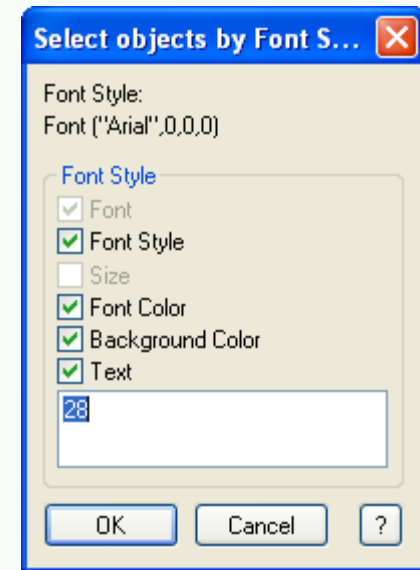 Select objects by Font S...
Font Style:
Font ("Arial",0,0,0)
Font Style
Font
Font Style
Size
Font Color
Background Color
Text
28
OK
Cancel
?